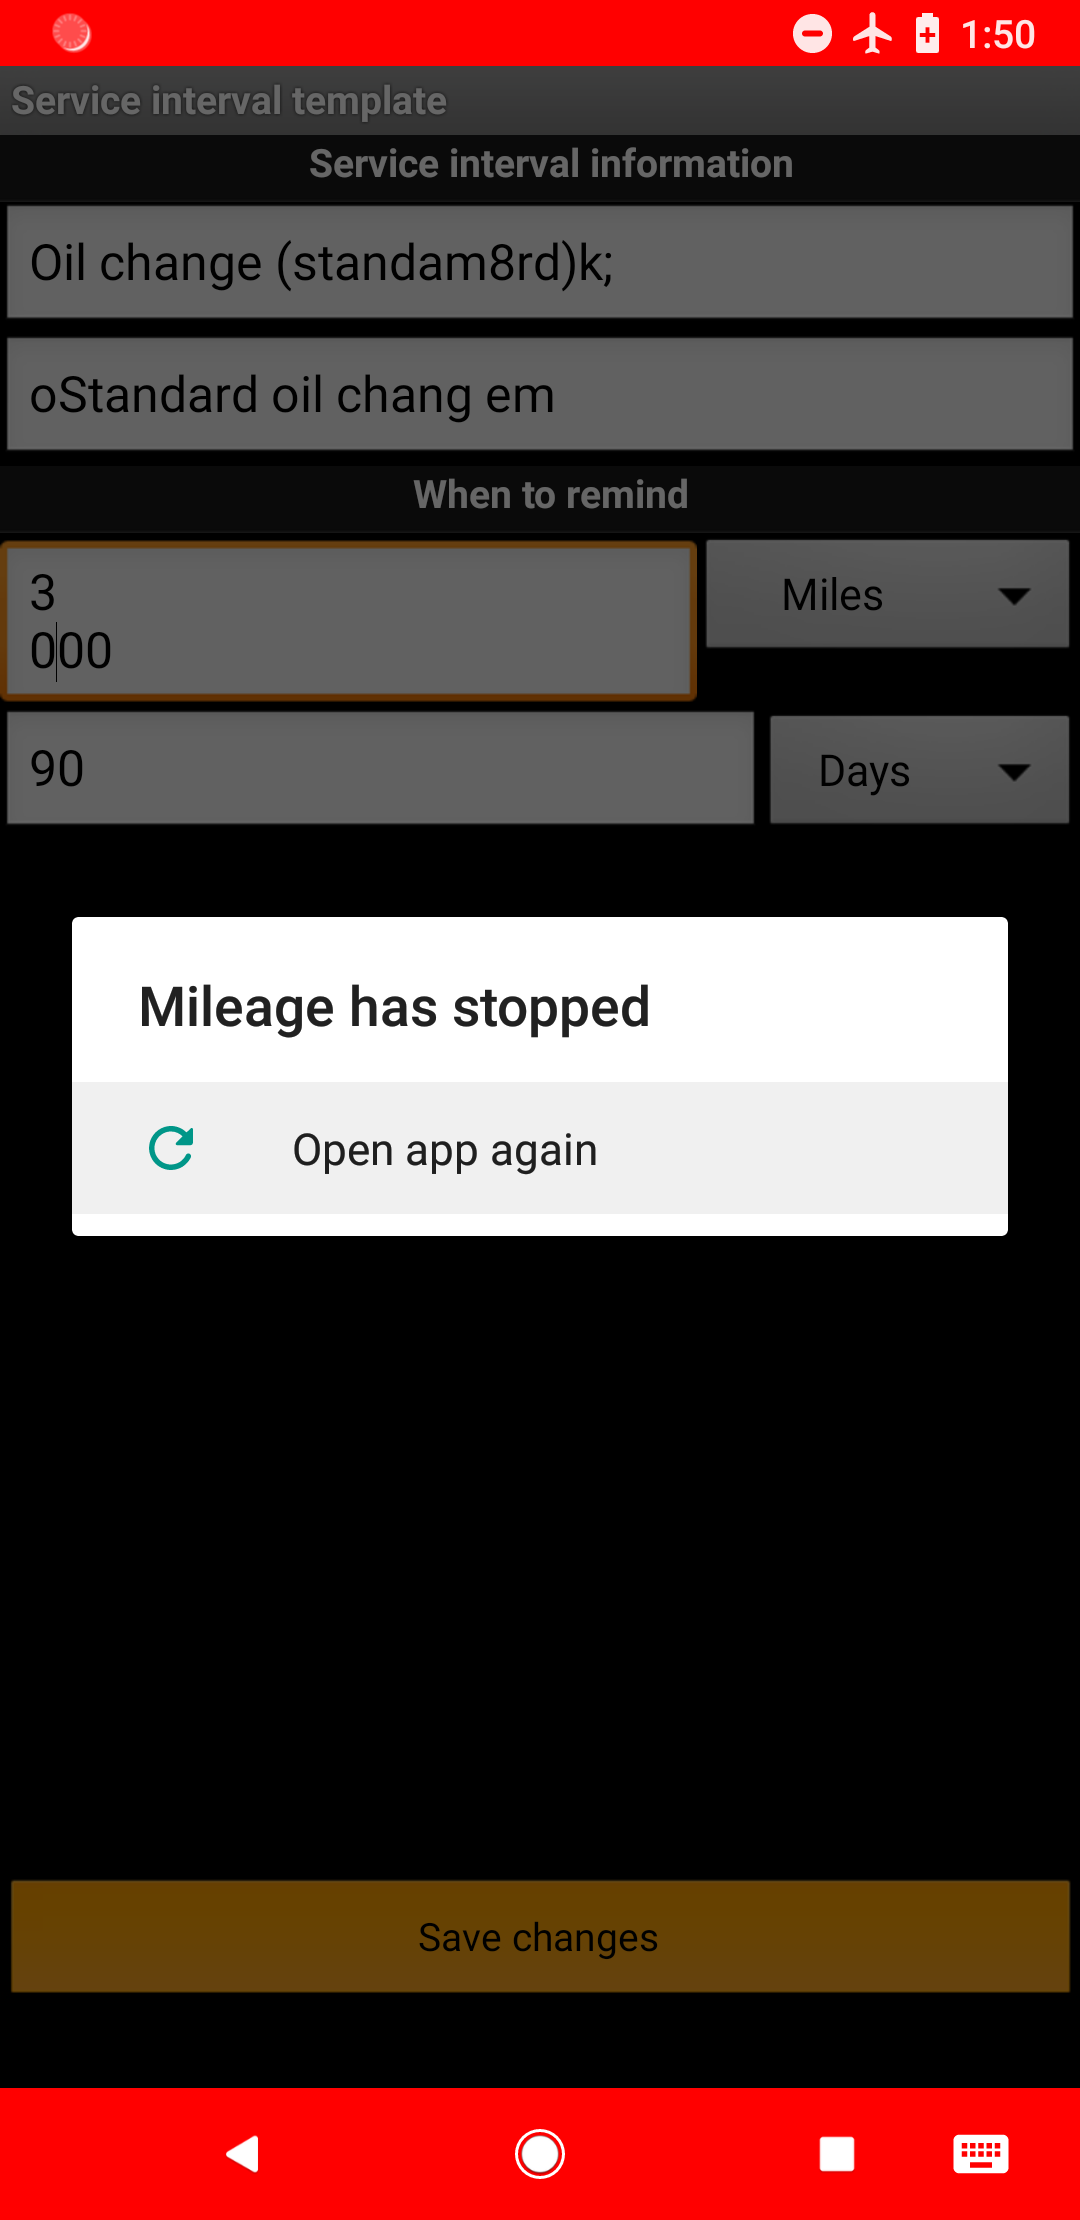 1:50
Service interval template
Service interval information
Oil change (standam8rd)k;
oStandard oil chang em
When to remind
3
000
Miles
90
Days
Mileage has stopped
Open app again
Save changes